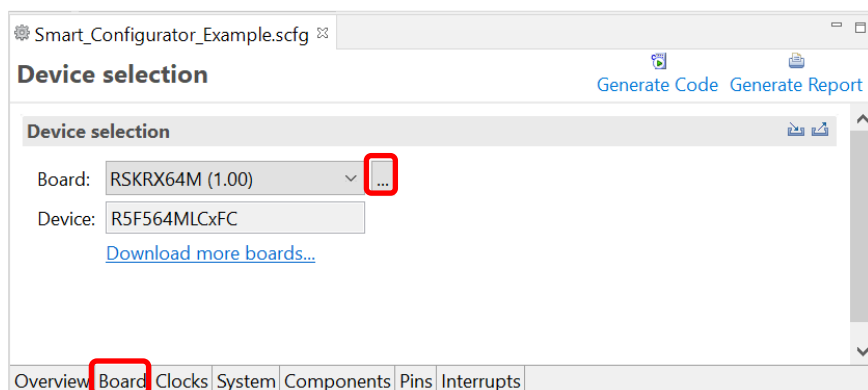 Smart_Configurator_Example.scfg
Device selection
Generate Code Generate Report
Device selection
Board: RSKRX64M (1.00) ...
Device: R5F564MLCxFC
Download more boards...
Overview Board Clocks System Components Pins Interrupts